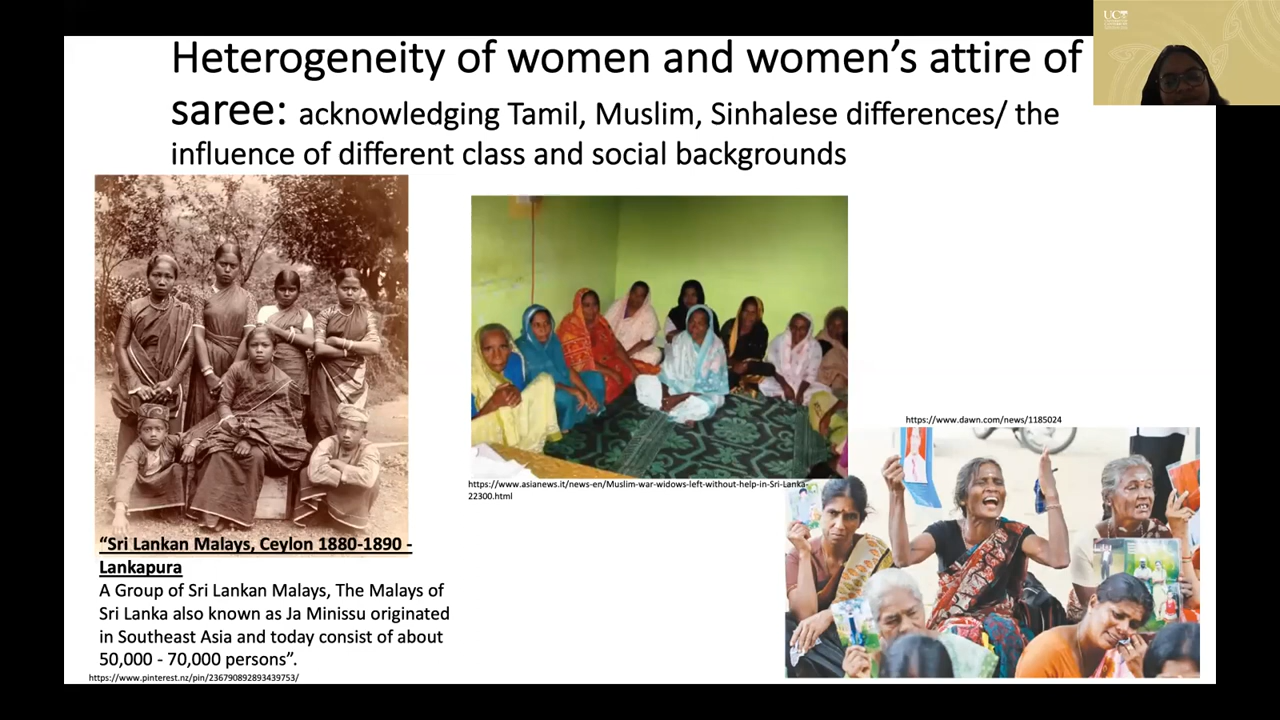 Heterogeneity of women and women’s attire of
saree: acknowledging Tamil, Muslim, Sinhalese differences/ the
influence of different class and social backgrounds
“Sri Lankan Malays, Ceylon 1880-1890 -
Lankapura
A Group of Sri Lankan Malays, The Malays of
Sri Lanka also known as Ja Minissu originated
in Southeast Asia and today consist of about
50,000 - 70,000 persons”.
https://www.pinterest.nz/pin/236790892893439753/
https://www.asianews.it/news-en/Muslim-war-widows-left-without-help-in-Sri-Lanka-
22300.html
https://www.dawn.com/news/1185024
UC